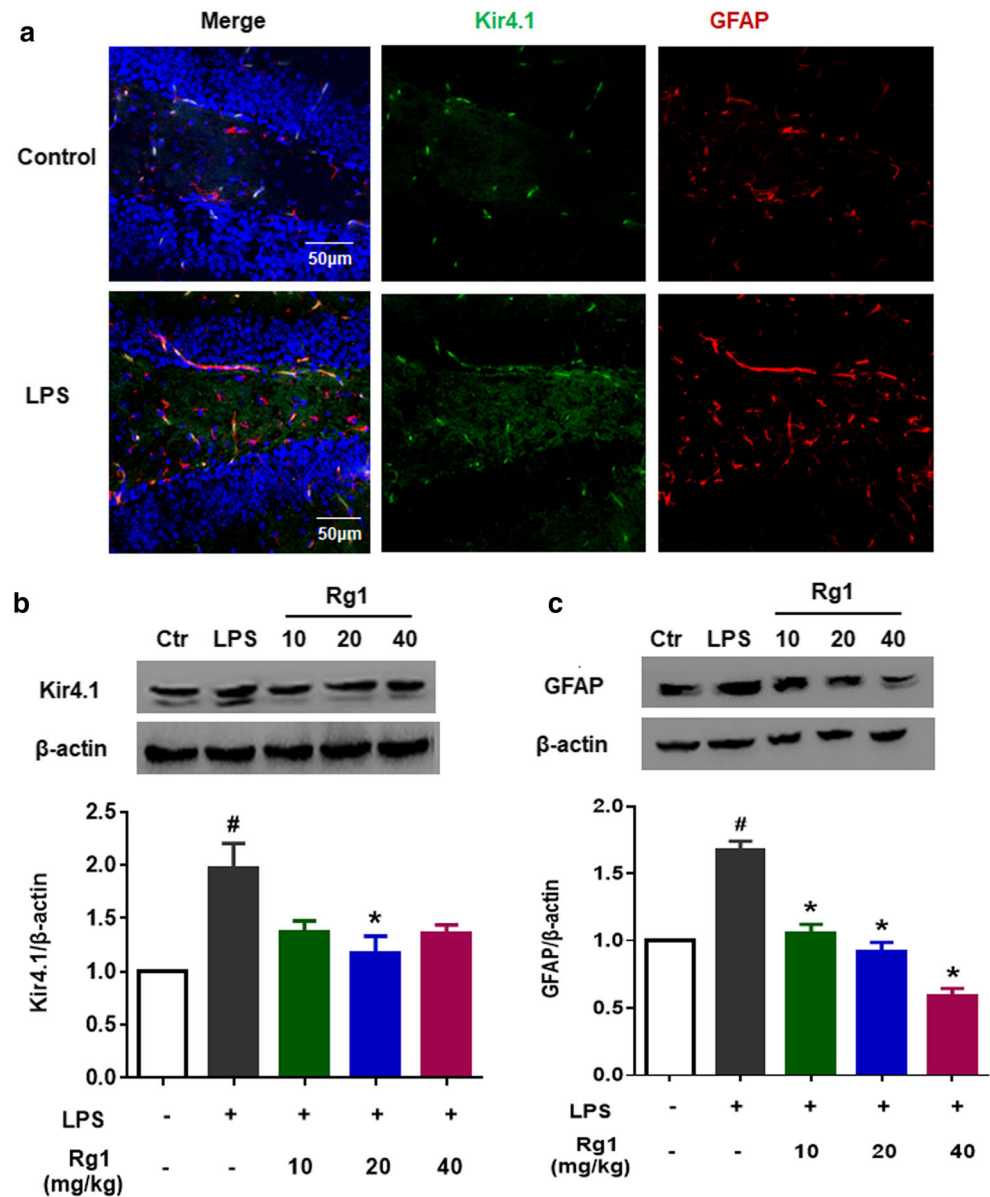 a
Merge
Kir4.1
GFAP
Control
50µm
LPS
50µm
b
Rg1
Ctr LPS 10 20 40
Kir4.1
β-actin
2.5
2.0
1.5
1.0
0.5
0.0
Kir4.1/β-actin
#
*
LPS - + + + +
Rg1 - - 10 20 40
(mg/kg)
c
Rg1
Ctr LPS 10 20 40
GFAP
β-actin
2.0
1.5
1.0
0.5
0.0
GFAP/β-actin
#
*
*
*
LPS - + + + +
Rg1 - - 10 20 40
(mg/kg)